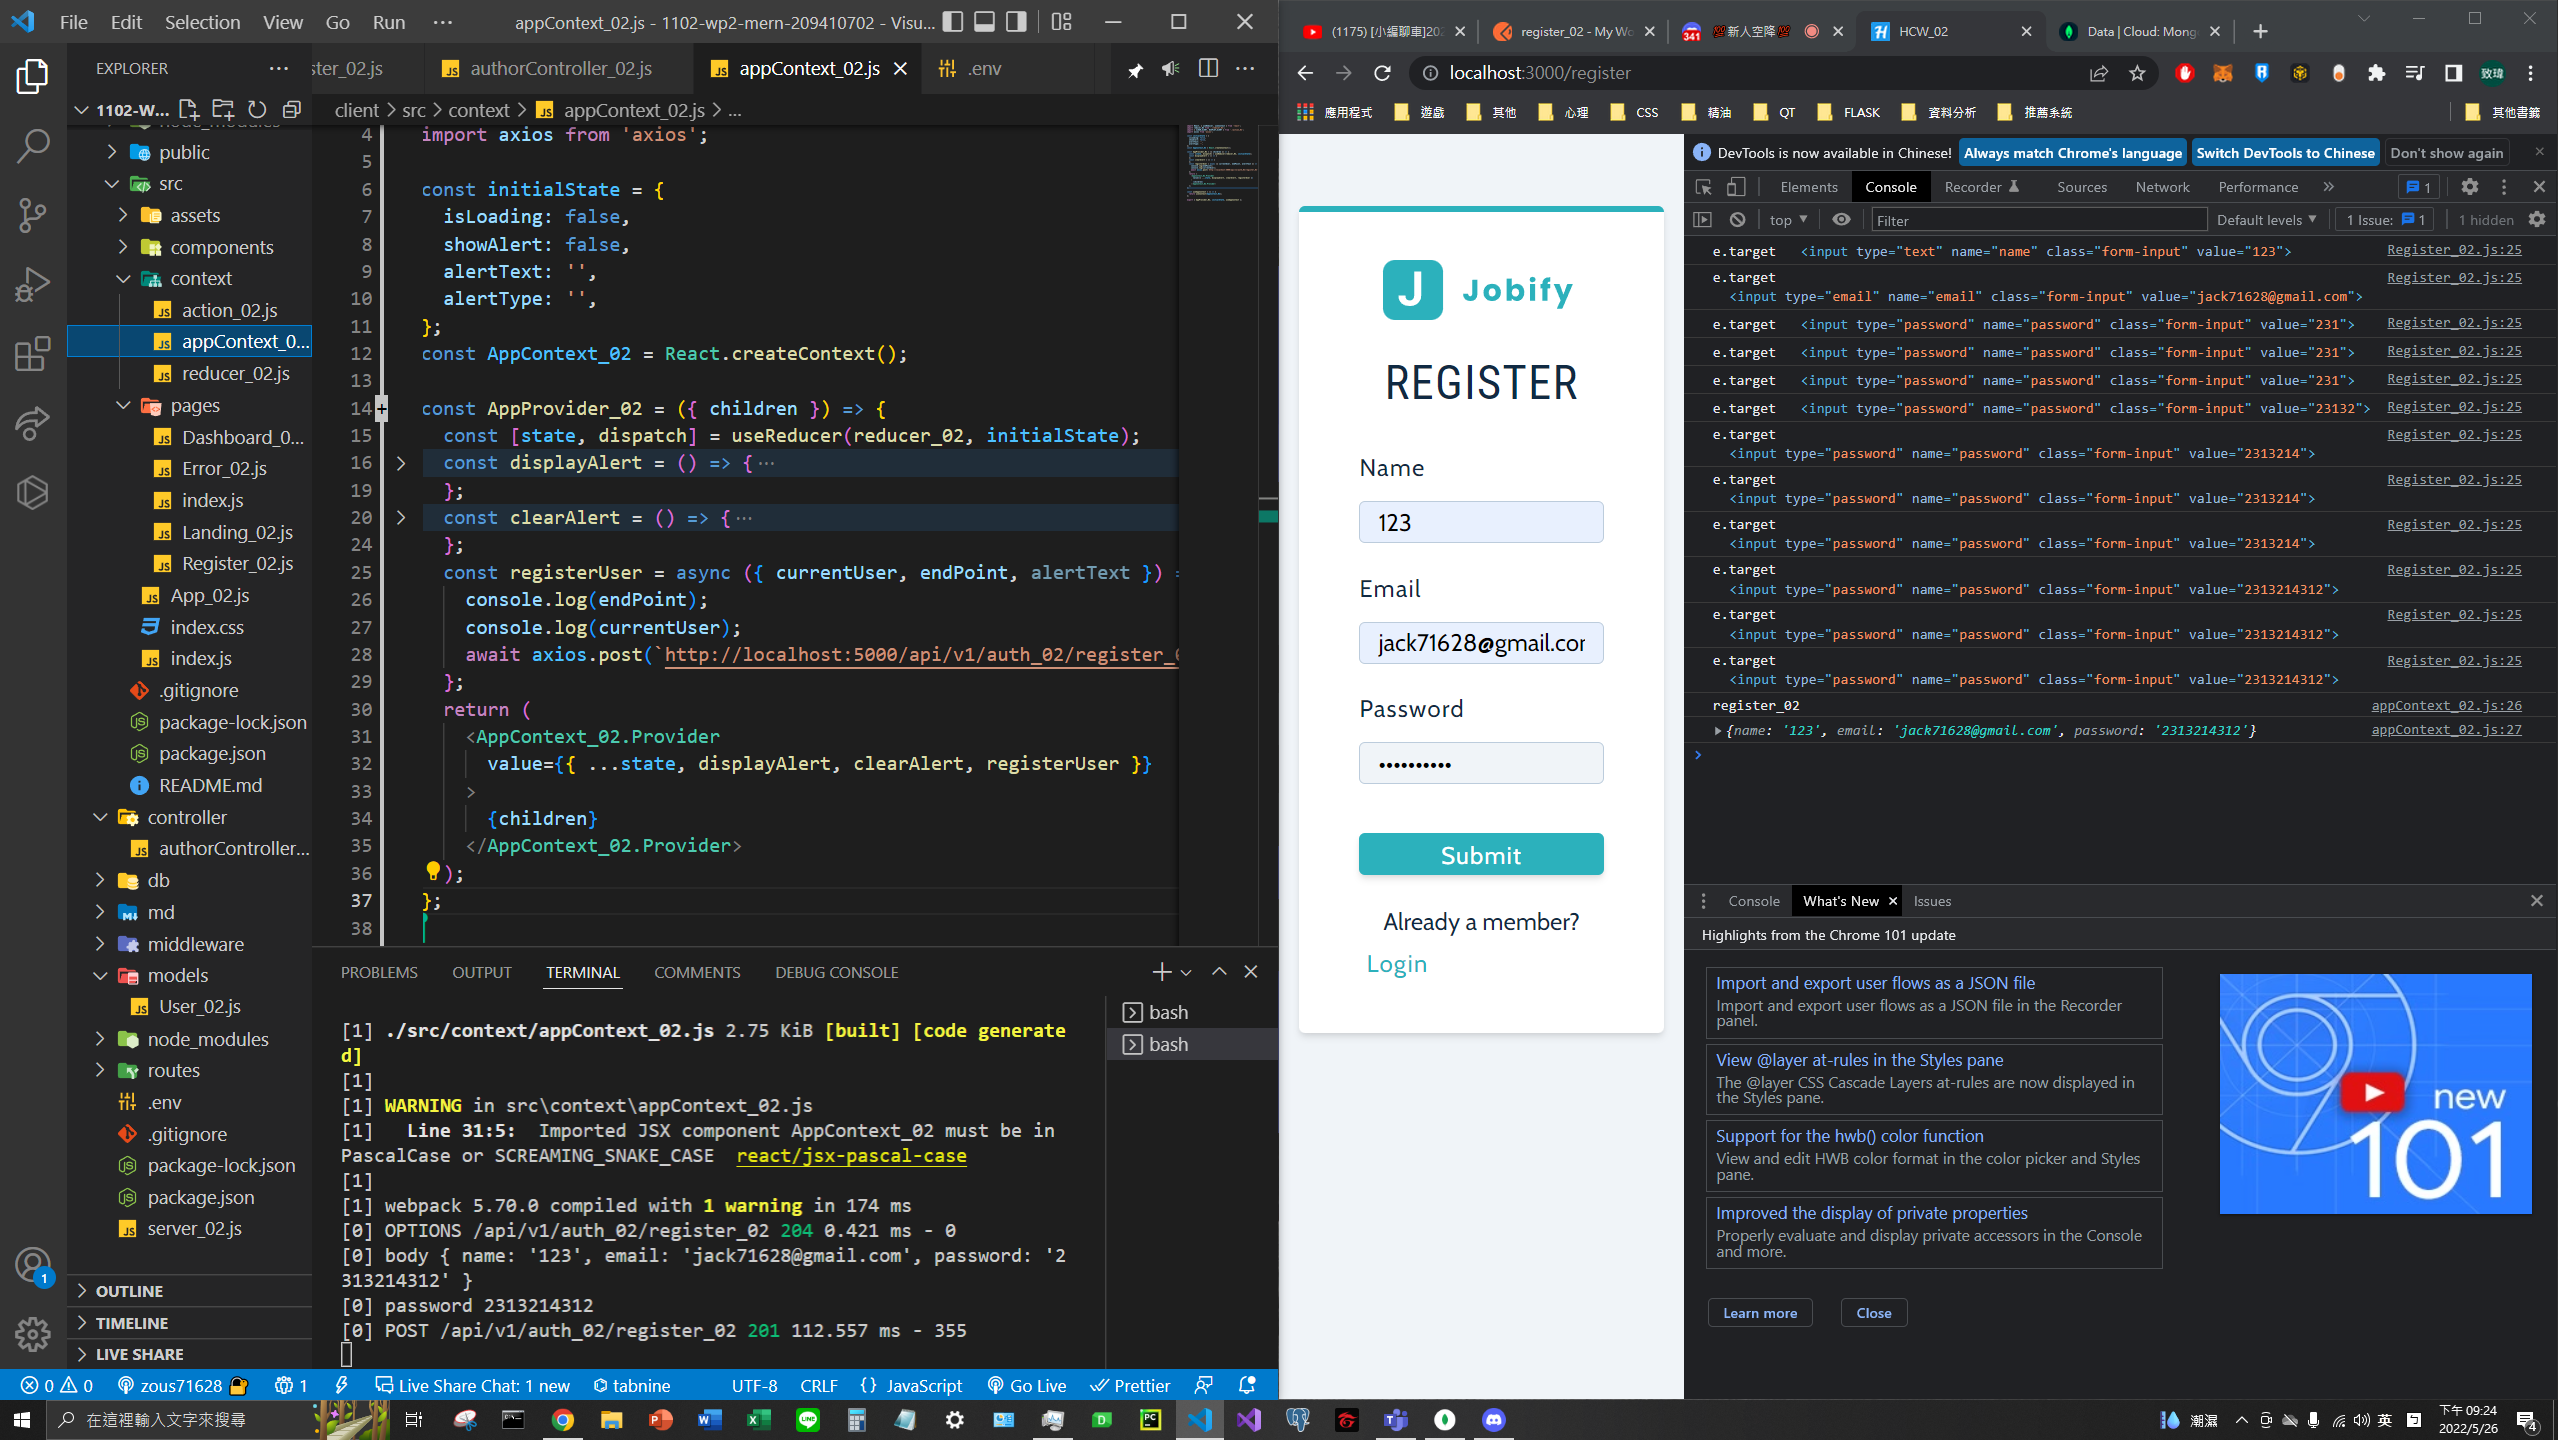 File Edit Selection View Go Run ··· appContext_02.js - 1102-wp2-mern-209410702 - Visu...
EXPLORER ···
1102-W...
public
src
assets
components
context
action_02.js
appContext_0...
reducer_02.js
pages
Dashboard_0...
Error_02.js
index.js
Landing_02.js
Register_02.js
App_02.js
index.css
index.js
.gitignore
package-lock.json
package.json
README.md
controller
authorController...
db
md
middleware
models
User_02.js
node_modules
routes
.env
.gitignore
package-lock.json
package.json
server_02.js
OUTLINE
TIMELINE
LIVE SHARE
ster_02.js authorController_02.js appContext_02.js .env
client > src > context > appContext_02.js > ...
4 import axios from 'axios';
5
6 const initialState = {
7 isLoading: false,
8 showAlert: false,
9 alertText: '',
10 alertType: '',
11 };
12 const AppContext_02 = React.createContext();
13
14 const AppProvider_02 = ({ children }) => {
15 const [state, dispatch] = useReducer(reducer_02, initialState);
16 const displayAlert = () => { ···
19 };
20 const clearAlert = () => { ···
24 };
25 const registerUser = async ({ currentUser, endPoint, alertText }) =
26 console.log(endPoint);
27 console.log(currentUser);
28 await axios.post(`http://localhost:5000/api/v1/auth_02/register_0
29 };
30 return (
31 <AppContext_02.Provider
32 value={{ ...state, displayAlert, clearAlert, registerUser }}
33 >
34 {children}
35 </AppContext_02.Provider>
36 );
37 };
38
PROBLEMS OUTPUT TERMINAL COMMENTS DEBUG CONSOLE
bash
bash
[1] ./src/context/appContext_02.js 2.75 KiB [built] [code generate
d]
[1]
[1] WARNING in src\context\appContext_02.js
[1] Line 31:5: Imported JSX component AppContext_02 must be in
PascalCase or SCREAMING_SNAKE_CASE react/jsx-pascal-case
[1]
[1] webpack 5.70.0 compiled with 1 warning in 174 ms
[0] OPTIONS /api/v1/auth_02/register_02 204 0.421 ms - 0
[0] body { name: '123', email: 'jack71628@gmail.com', password: '2
313214312' }
[0] password 2313214312
[0] POST /api/v1/auth_02/register_02 201 112.557 ms - 355
0 0 zous71628 1 Live Share Chat: 1 new tabnine UTF-8 CRLF {} JavaScript Go Live Prettier
(1175) [小編聊車]202 register_02 - My Wo 新人空降 HCW_02 Data | Cloud: Mong
341
localhost:3000/register
致瑋
應用程式 遊戲 其他 心理 CSS 精油 QT FLASK 資料分析 推薦系統 其他書籤
J Jobify
REGISTER
Name
123
Email
jack71628@gmail.cor
Password
••••••••••
Submit
Already a member?
Login
DevTools is now available in Chinese! Always match Chrome's language Switch DevTools to Chinese Don't show again
Elements Console Recorder Sources Network Performance » 1
top Filter Default levels 1 Issue: 1 1 hidden
e.target <input type="text" name="name" class="form-input" value="123"> Register_02.js:25
e.target Register_02.js:25
<input type="email" name="email" class="form-input" value="jack71628@gmail.com">
e.target <input type="password" name="password" class="form-input" value="231"> Register_02.js:25
e.target <input type="password" name="password" class="form-input" value="231"> Register_02.js:25
e.target <input type="password" name="password" class="form-input" value="231"> Register_02.js:25
e.target <input type="password" name="password" class="form-input" value="23132"> Register_02.js:25
e.target Register_02.js:25
<input type="password" name="password" class="form-input" value="2313214">
e.target Register_02.js:25
<input type="password" name="password" class="form-input" value="2313214">
e.target Register_02.js:25
<input type="password" name="password" class="form-input" value="2313214">
e.target Register_02.js:25
<input type="password" name="password" class="form-input" value="2313214312">
e.target Register_02.js:25
<input type="password" name="password" class="form-input" value="2313214312">
e.target Register_02.js:25
<input type="password" name="password" class="form-input" value="2313214312">
register_02 appContext_02.js:26
{name: '123', email: 'jack71628@gmail.com', password: '2313214312'} appContext_02.js:27
Console What's New Issues
Highlights from the Chrome 101 update
Import and export user flows as a JSON file
Import and export user flows as a JSON file in the Recorder
panel.
View @layer at-rules in the Styles pane
The @layer CSS Cascade Layers at-rules are now displayed in
the Styles pane.
Support for the hwb() color function
View and edit HWB color format in the color picker and Styles
pane.
Improved the display of private properties
Properly evaluate and display private accessors in the Console
and more.
new
101
Learn more Close
在這裡輸入文字來搜尋
潮濕 英 下午 09:24
2022/5/26
4